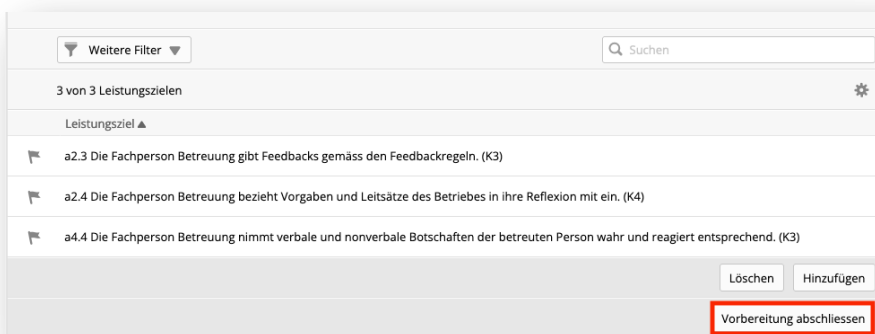 Weitere Filter
Suchen
3 von 3 Leistungszielen
Leistungsziel
a2.3 Die Fachperson Betreuung gibt Feedbacks gemäss den Feedbackregeln. (K3)
a2.4 Die Fachperson Betreuung bezieht Vorgaben und Leitsätze des Betriebes in ihre Reflexion mit ein. (K4)
a4.4 Die Fachperson Betreuung nimmt verbale und nonverbale Botschaften der betreuten Person wahr und reagiert entsprechend. (K3)
Löschen Hinzufügen
Vorbereitung abschliessen